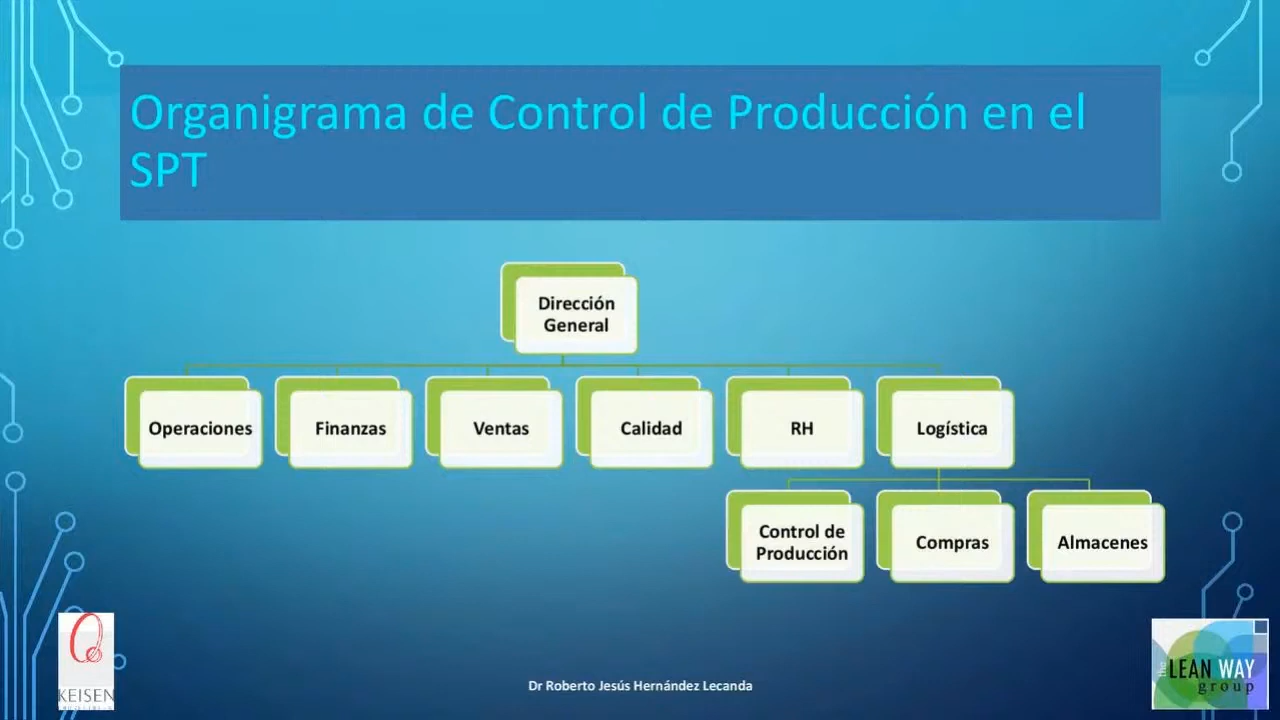 Organigrama de Control de Producción en el
SPT
Dirección
General
Operaciones
Finanzas
Ventas
Calidad
RH
Logística
Control de
Producción
Compras
Almacenes
KEISEN
Dr Roberto Jesús Hernández Lecanda
the LEAN WAY
group